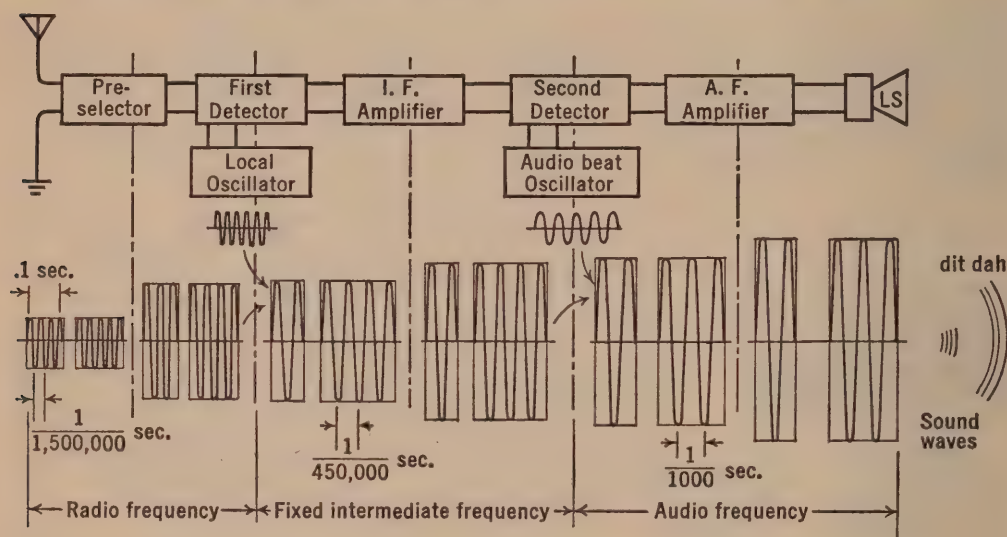 Pre-
selector
First
Detector
I. F.
Amplifier
Second
Detector
A. F.
Amplifier
LS
Local
Oscillator
Audio beat
Oscillator
.1 sec.
dit dah
1
1,500,000 sec.
1
450,000 sec.
1
1000 sec.
Sound
waves
Radio frequency
Fixed intermediate frequency
Audio frequency